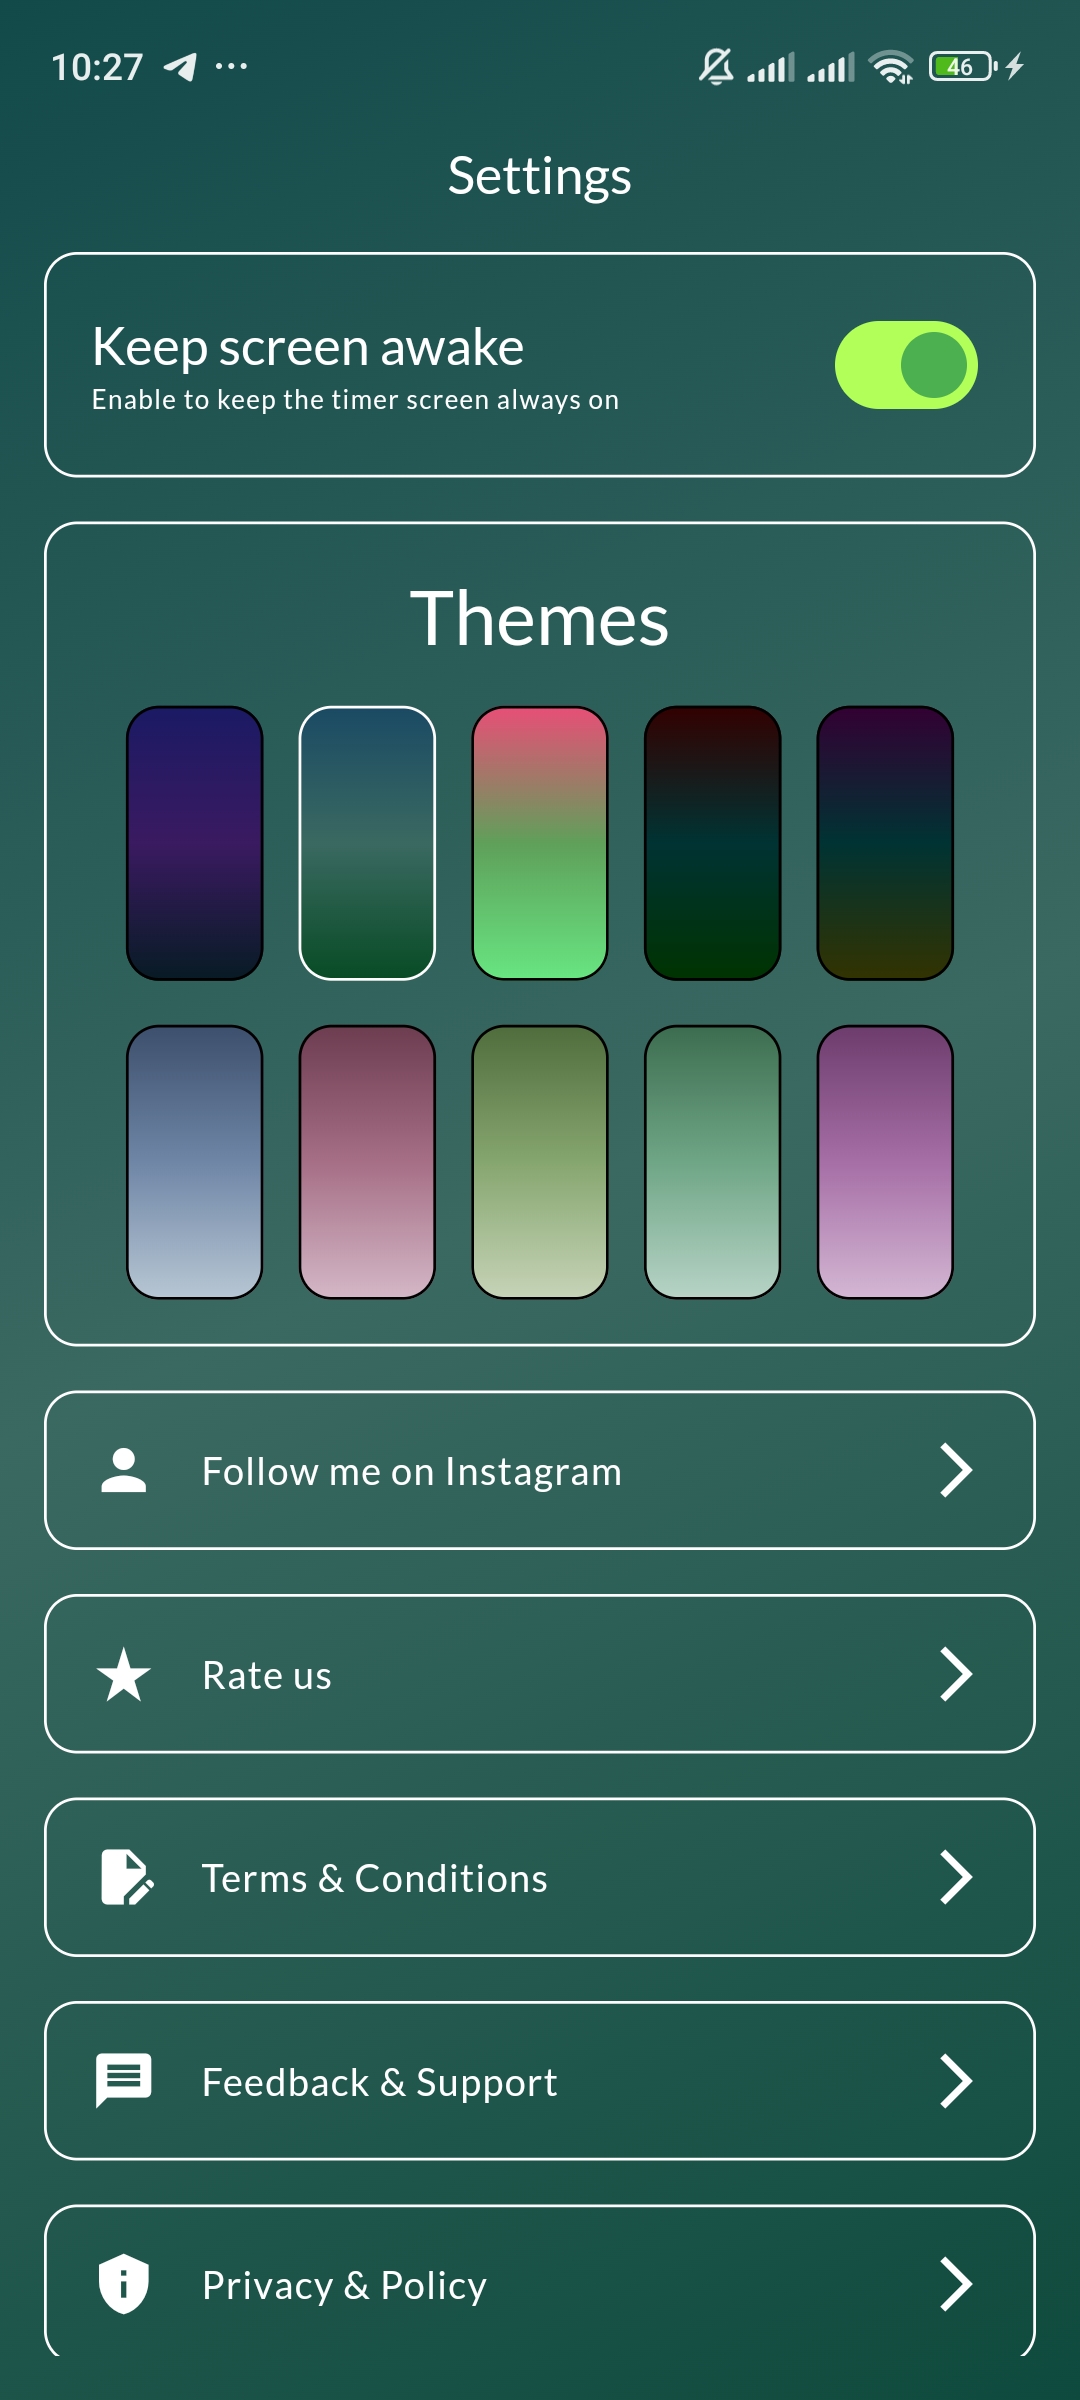 10:27
46
Settings
Keep screen awake
Enable to keep the timer screen always on
Themes
Follow me on Instagram
Rate us
Terms & Conditions
Feedback & Support
Privacy & Policy